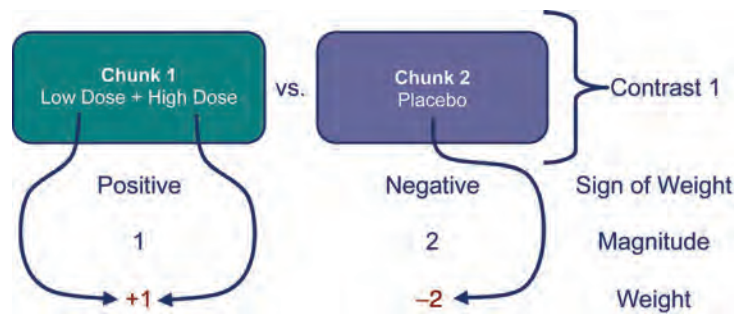 Chunk 1
Low Dose + High Dose
vs.
Chunk 2
Placebo
Contrast 1
Positive
Negative
Sign of Weight
1
2
Magnitude
+1
–2
Weight